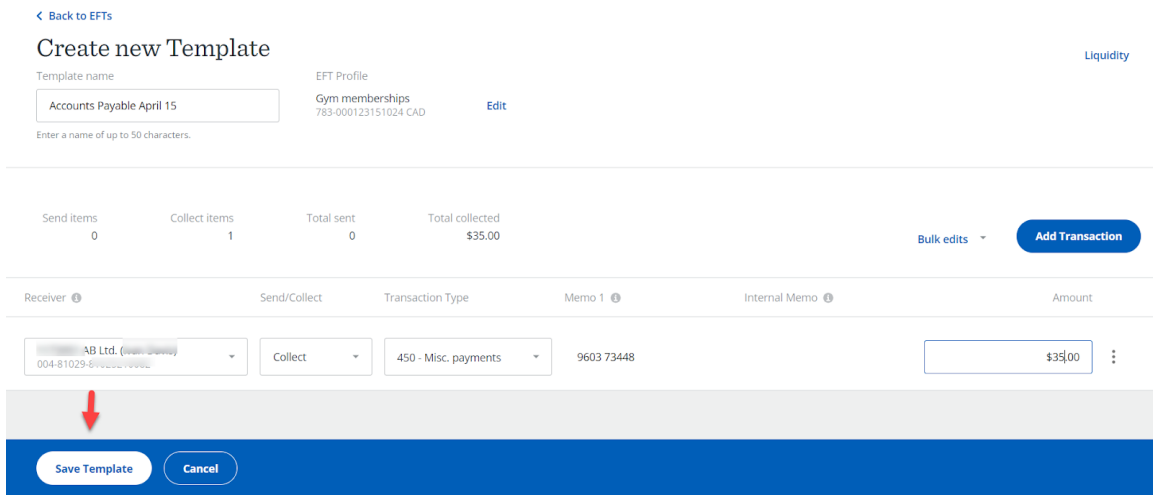 Back to EFTs
Create new Template
Liquidity
Template name
EFT Profile
Accounts Payable April 15
Gym memberships
783-000123151024 CAD
Edit
Enter a name of up to 50 characters.
Send items
Collect items
Total sent
Total collected
0
1
0
$35.00
Bulk edits
Add Transaction
Receiver
Send/Collect
Transaction Type
Memo 1
Internal Memo
Amount
AB Ltd. (
004-81029-
Collect
450 - Misc. payments
9603 73448
$35.00
Save Template
Cancel